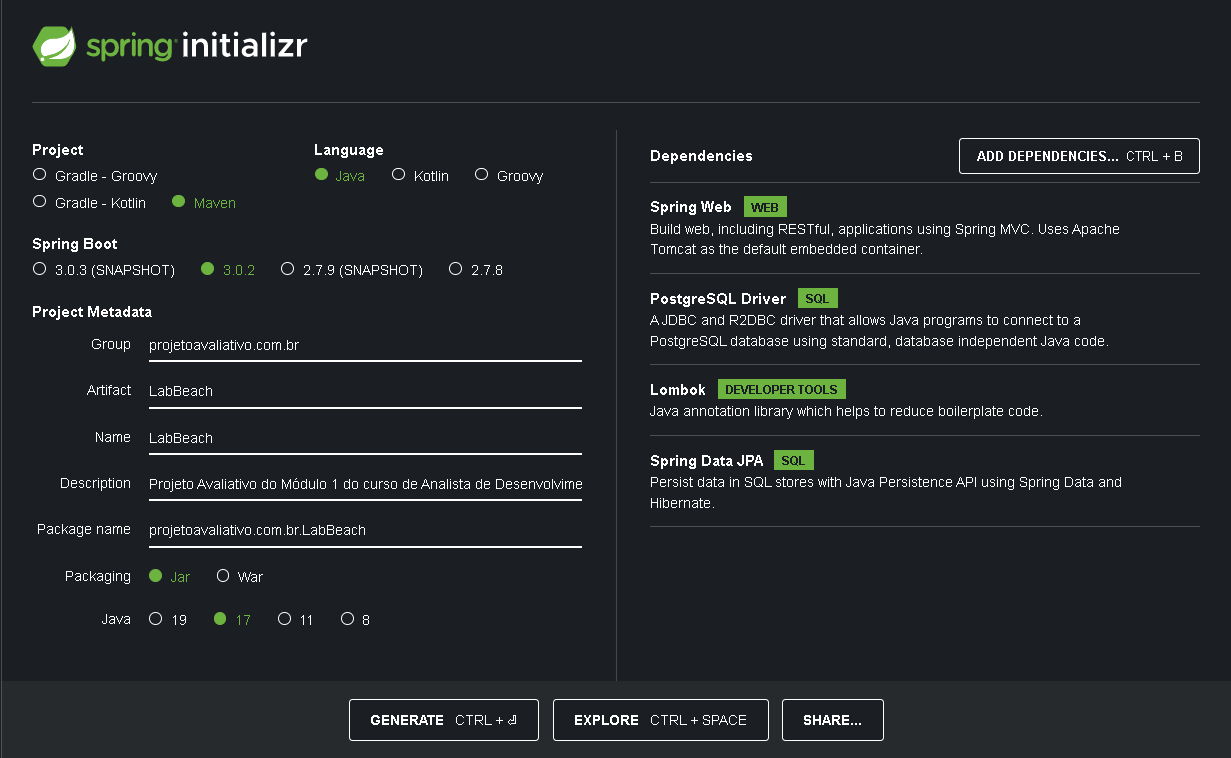 spring initializr
Project
Gradle - Groovy
Gradle - Kotlin Maven
Language
Java Kotlin Groovy
Spring Boot
3.0.3 (SNAPSHOT) 3.0.2 2.7.9 (SNAPSHOT) 2.7.8
Project Metadata
Group projetoavaliativo.com.br
Artifact LabBeach
Name LabBeach
Description Projeto Avaliativo do Módulo 1 do curso de Analista de Desenvolvime
Package name projetoavaliativo.com.br.LabBeach
Packaging Jar War
Java 19 17 11 8
Dependencies
ADD DEPENDENCIES... CTRL + B
Spring Web WEB
Build web, including RESTful, applications using Spring MVC. Uses Apache
Tomcat as the default embedded container.
PostgreSQL Driver SQL
A JDBC and R2DBC driver that allows Java programs to connect to a
PostgreSQL database using standard, database independent Java code.
Lombok DEVELOPER TOOLS
Java annotation library which helps to reduce boilerplate code.
Spring Data JPA SQL
Persist data in SQL stores with Java Persistence API using Spring Data and
Hibernate.
GENERATE CTRL + ⏎
EXPLORE CTRL + SPACE
SHARE...